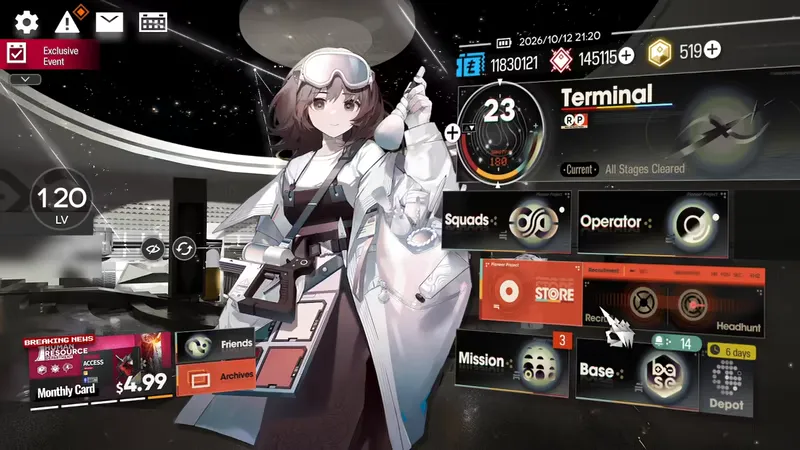 Exclusive
Event
2026/10/12 21:20
11830121
145115
519
23
180
Terminal
RP
Current
All Stages Cleared
120
LV
Squads
Operator
STORE
Recruitment
Headhunt
BREAKING NEWS
HUMAN
RESOURCE
ACCESS
Monthly Card
$4.99
Friends
Archives
Mission
3
Base
14
6 days
Depot